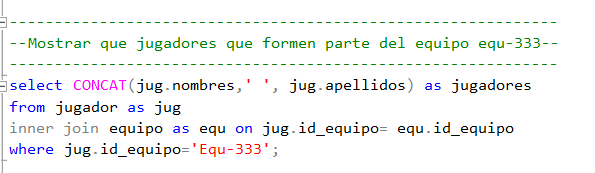 ------------------------------------------------------------
--Mostrar que jugadores que formen parte del equipo equ-333--
------------------------------------------------------------
select CONCAT(jug.nombres,' ', jug.apellidos) as jugadores
from jugador as jug
inner join equipo as equ on jug.id_equipo= equ.id_equipo
where jug.id_equipo='Equ-333';